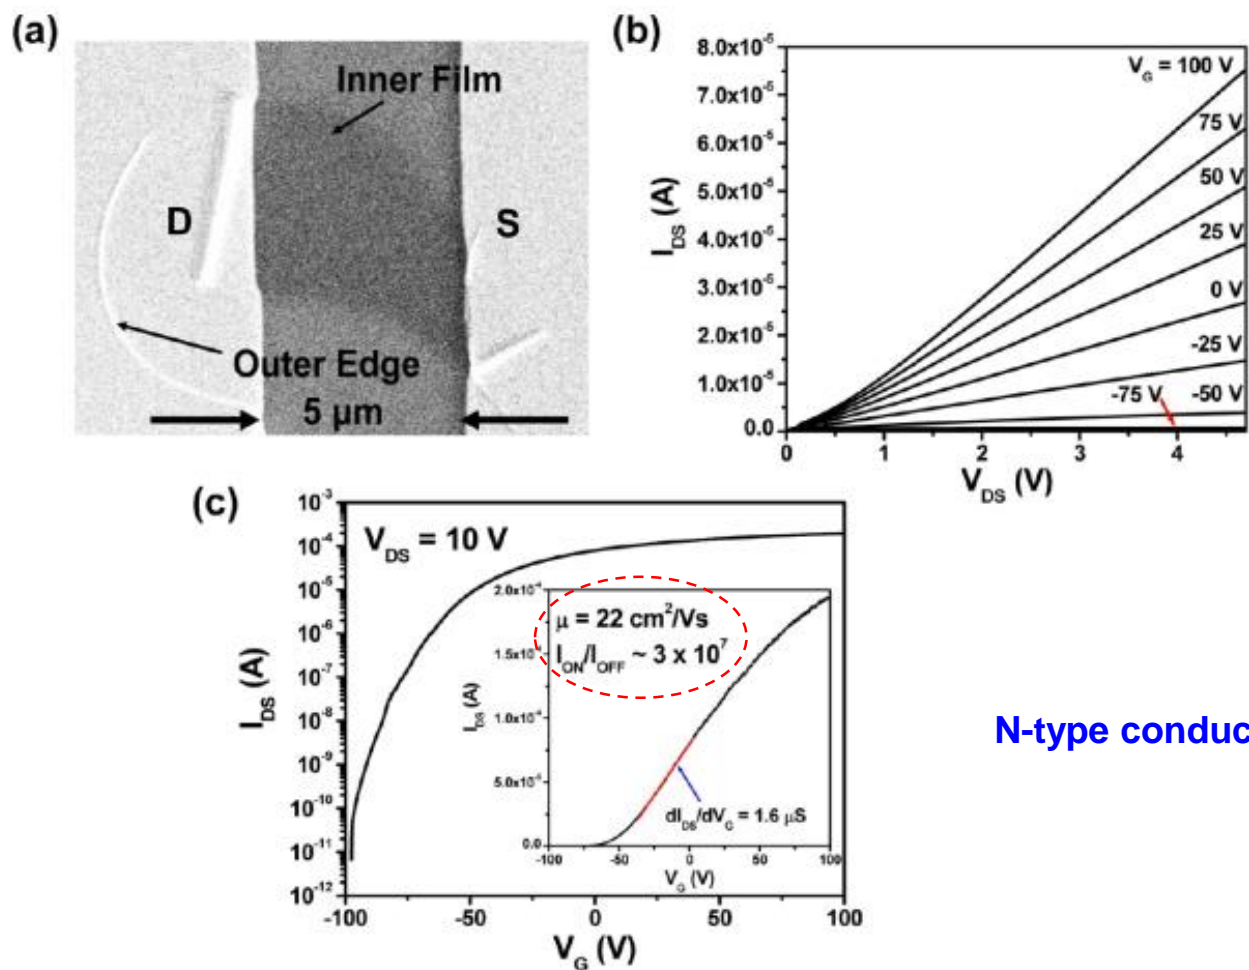 (a)
Inner Film
D
S
Outer Edge
5 μm
(b)
8.0x10⁻⁵
7.0x10⁻⁵
6.0x10⁻⁵
5.0x10⁻⁵
4.0x10⁻⁵
3.0x10⁻⁵
2.0x10⁻⁵
1.0x10⁻⁵
0.0
I_DS (A)
V_G = 100 V
75 V
50 V
25 V
0 V
-25 V
-75 V -50 V
0 1 2 3 4
V_DS (V)
(c)
10⁻³
10⁻⁴
10⁻⁵
10⁻⁶
10⁻⁷
10⁻⁸
10⁻⁹
10⁻¹⁰
10⁻¹¹
10⁻¹²
I_DS (A)
V_DS = 10 V
2.0x10⁻⁴
1.5x10⁻⁴
1.0x10⁻⁴
5.0x10⁻⁵
0.0
I_DS (A)
μ = 22 cm²/Vs
I_ON/I_OFF ~ 3 x 10⁷
dI_DS/dV_G = 1.6 μS
-100 -50 0 50 100
V_G (V)
-100 -50 0 50 100
V_G (V)
N-type conduc